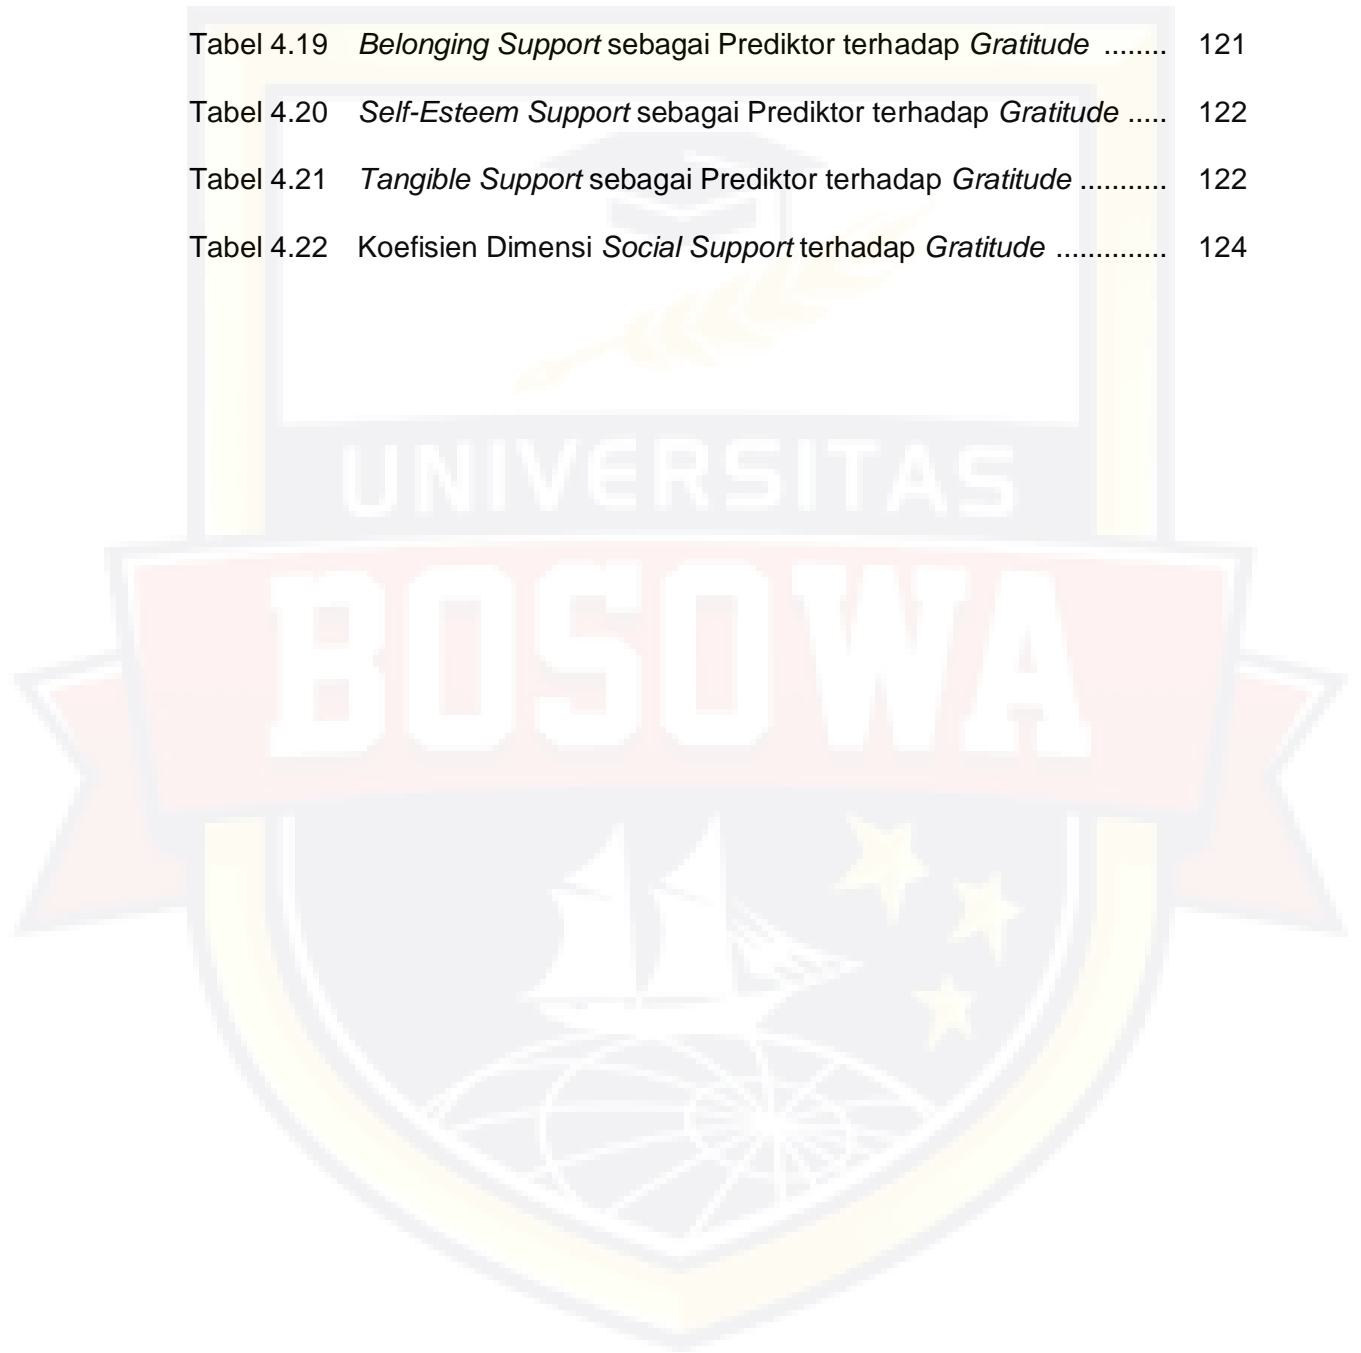 Tabel 4.19 Belonging Support sebagai Prediktor terhadap Gratitude ........ 121
Tabel 4.20 Self-Esteem Support sebagai Prediktor terhadap Gratitude ..... 122
Tabel 4.21 Tangible Support sebagai Prediktor terhadap Gratitude ........... 122
Tabel 4.22 Koefisien Dimensi Social Support terhadap Gratitude .............. 124
UNIVERSITAS
BOSOWA